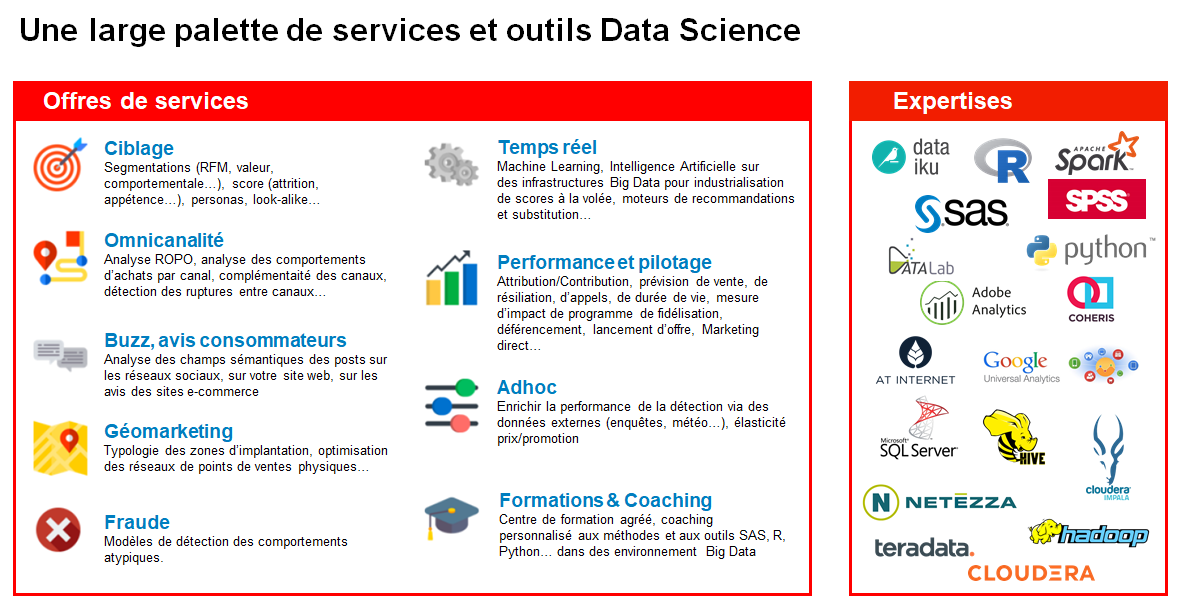 Une large palette de services et outils Data Science
Offres de services
Ciblage
Segmentations (RFM, valeur,
comportementale…), score (attrition,
appétence…), personas, look-alike…
Omnicanalité
Analyse ROPO, analyse des comportements
d’achats par canal, complémentaité des canaux,
détection des ruptures entre canaux…
Buzz, avis consommateurs
Analyse des champs sémantiques des posts sur
les réseaux sociaux, sur votre site web, sur les
avis des sites e-commerce
Géomarketing
Typologie des zones d’implantation, optimisation
des réseaux de points de ventes physiques…
Fraude
Modèles de détection des comportements
atypiques.
Temps réel
Machine Learning, Intelligence Artificielle sur
des infrastructures Big Data pour industrialisation
de scores à la volée, moteurs de recommandations
et substitution…
Performance et pilotage
Attribution/Contribution, prévision de vente, de
résiliation, d’appels, de durée de vie, mesure
d’impact de programme de fidélisation,
déférencement, lancement d’offre, Marketing
direct…
Adhoc
Enrichir la performance de la détection via des
données externes (enquêtes, météo…), élasticité
prix/promotion
Formations & Coaching
Centre de formation agréé, coaching
personnalisé aux méthodes et aux outils SAS, R,
Python… dans des environnement Big Data
Expertises
data
iku
R
APACHE
Spark™
sas
SPSS
DATALab
python™
Adobe
Analytics
COHERIS
AT INTERNET
Google
Universal Analytics
Microsoft®
SQL Server
HIVE
cloudera®
IMPALA
N NETEZZA
hadoop
teradata.
CLOUDERA